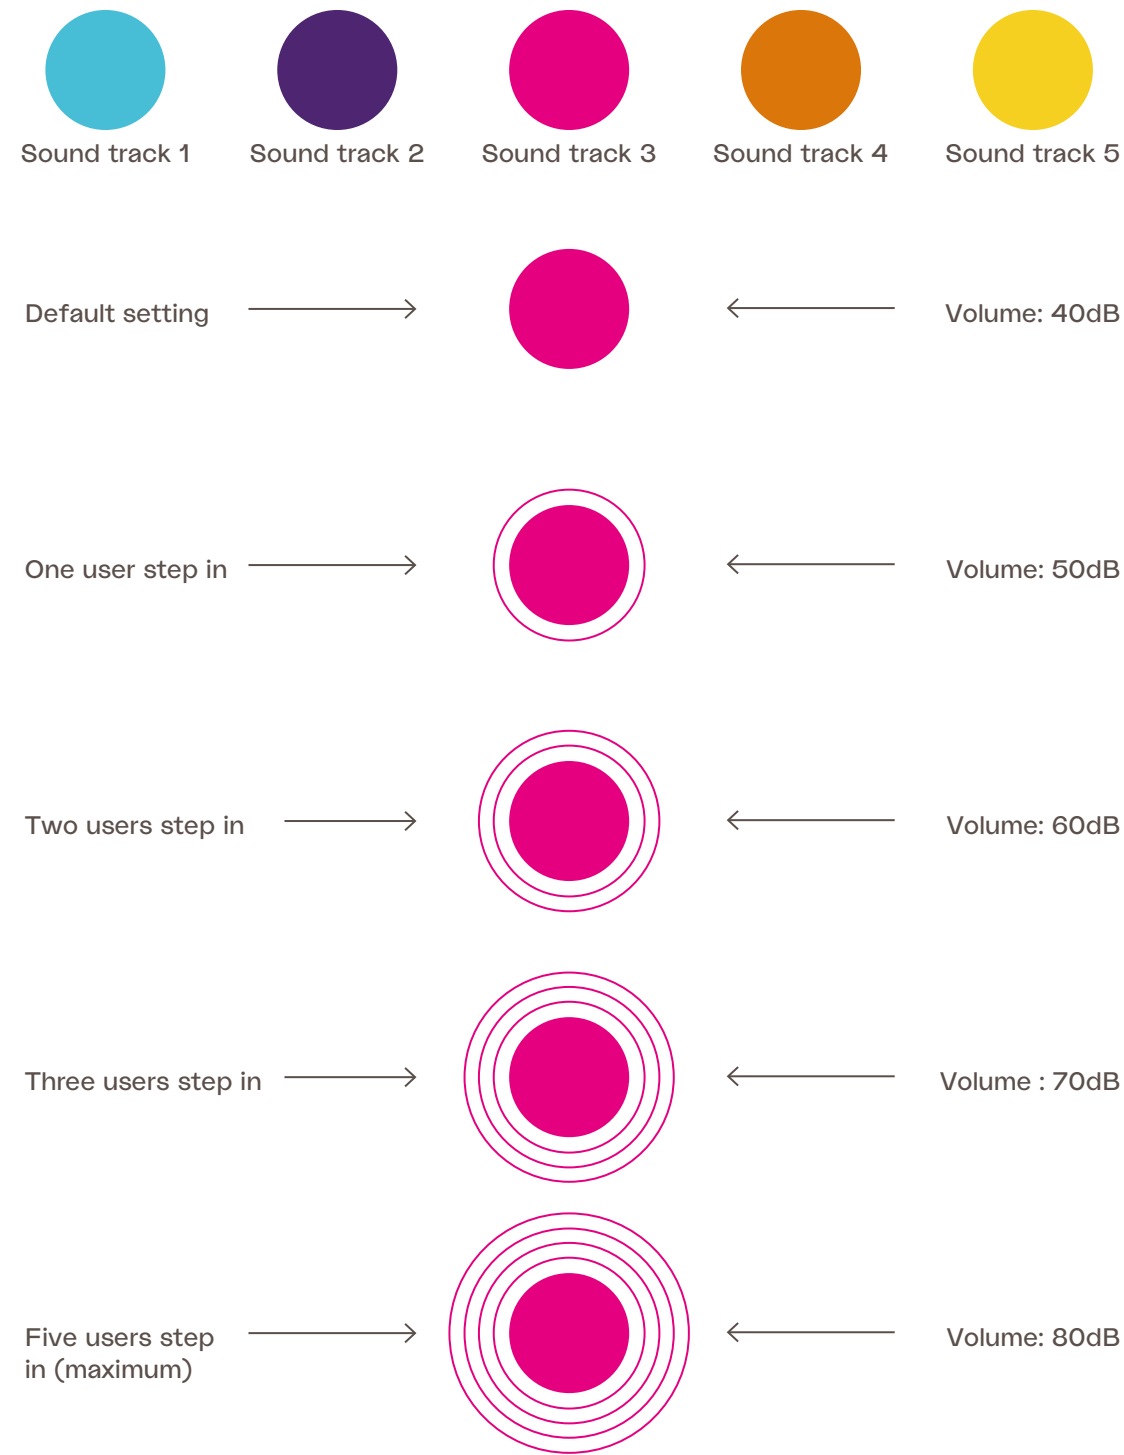 Sound track 1
Sound track 2
Sound track 3
Sound track 4
Sound track 5
Default setting
Volume: 40dB
One user step in
Volume: 50dB
Two users step in
Volume: 60dB
Three users step in
Volume : 70dB
Five users step
in (maximum)
Volume: 80dB